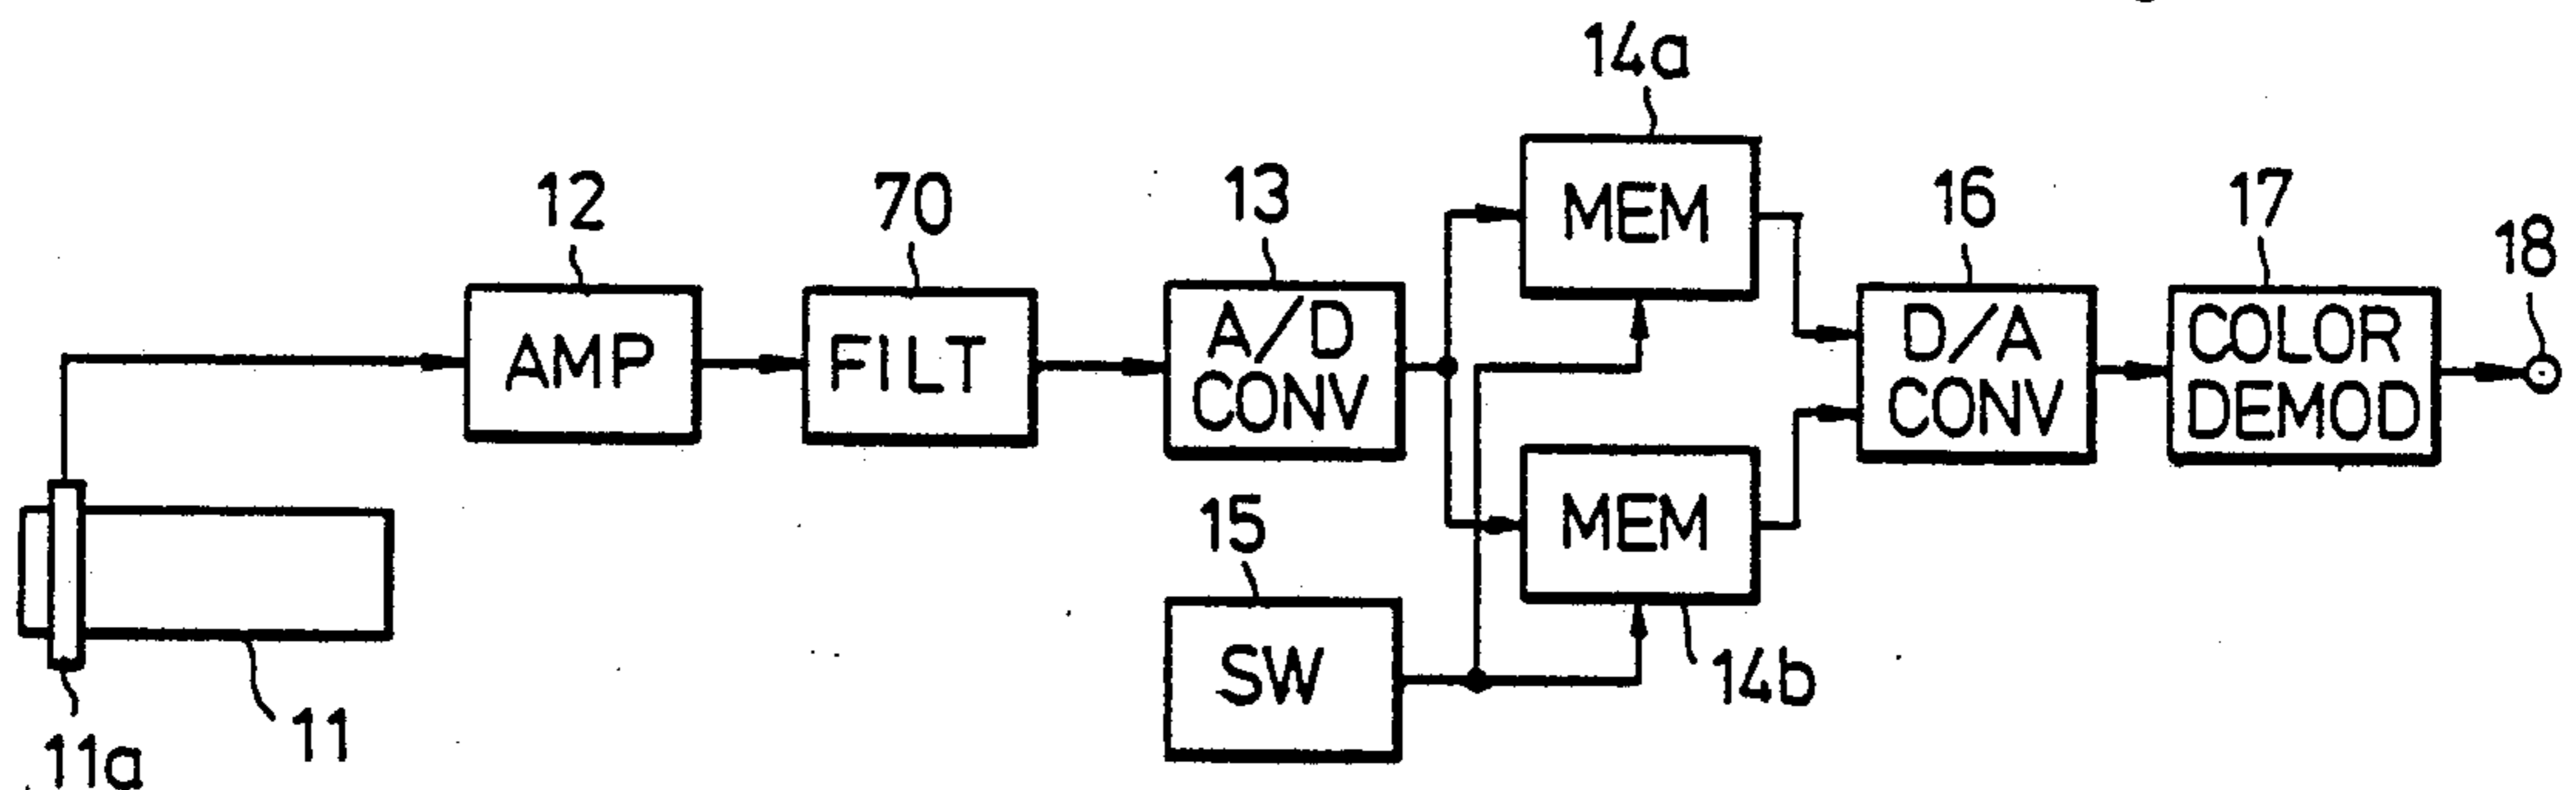 14a
12
70
13
MEM
16
17
18
AMP
FILT
A/D
CONV
D/A
CONV
COLOR
DEMOD
15
MEM
SW
14b
11
11a